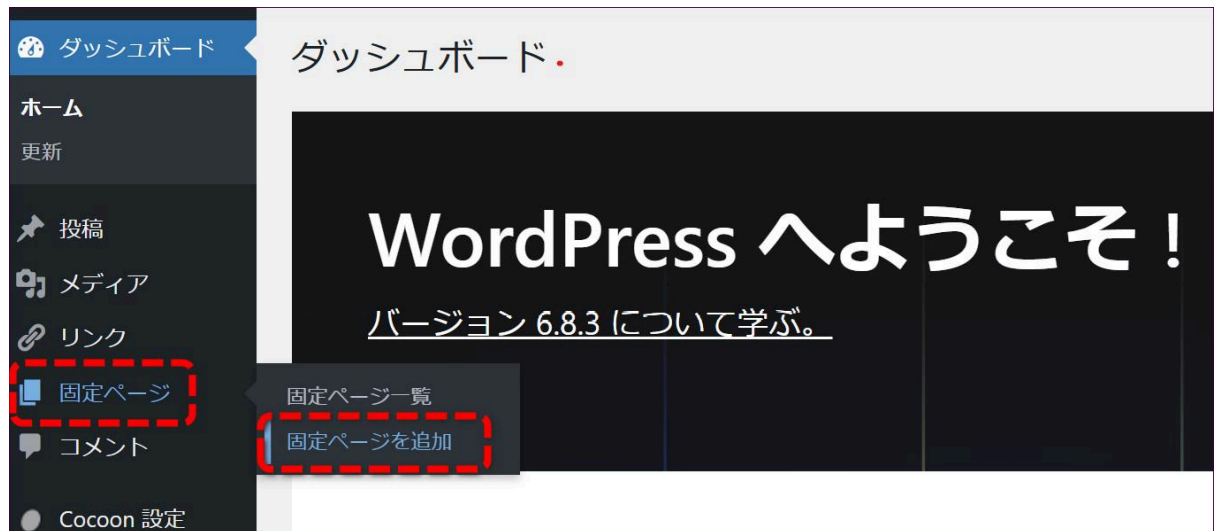 ダッシュボード
ホーム
更新
投稿
メディア
リンク
固定ページ
コメント
Cocoon 設定
固定ページ一覧
固定ページを追加
ダッシュボード
WordPress へようこそ！
バージョン 6.8.3 について学ぶ。